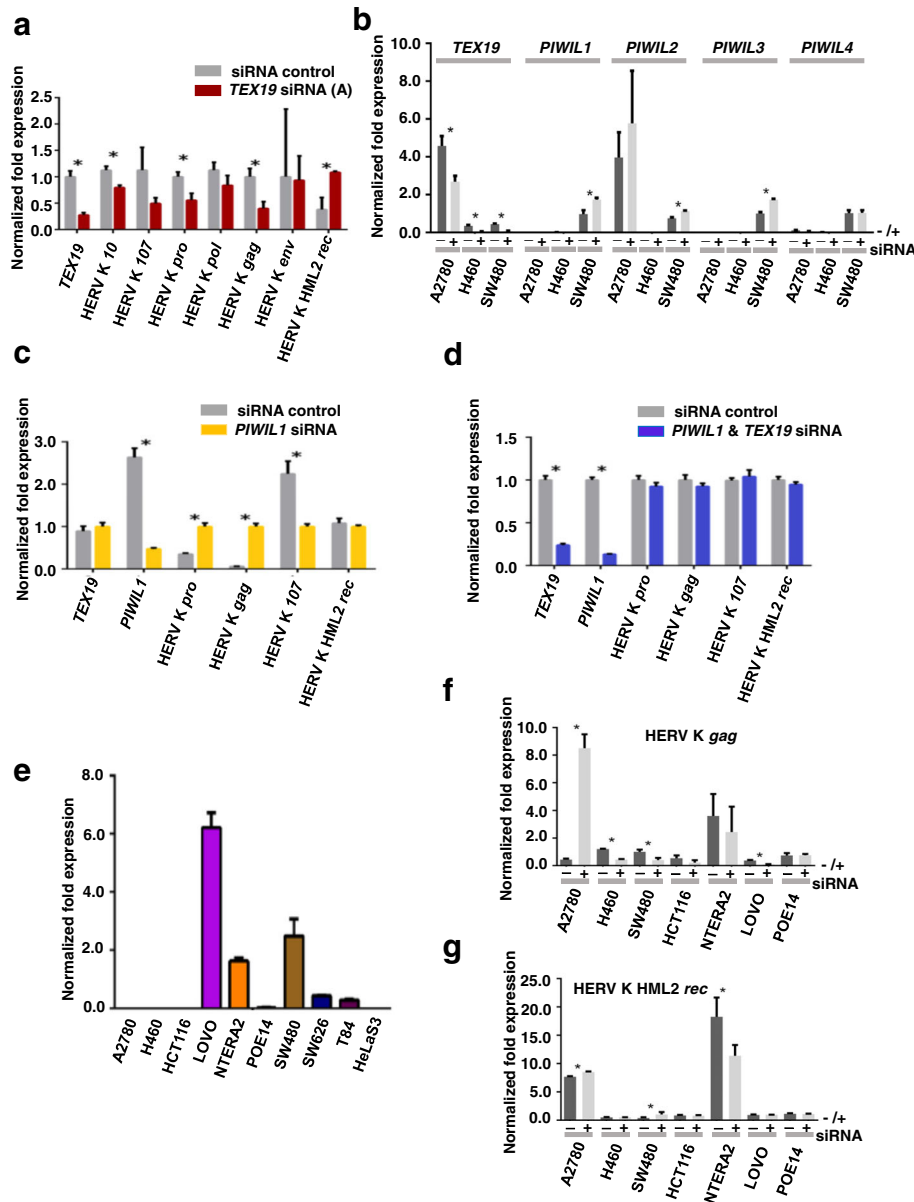 a
siRNA control
TEX19 siRNA (A)
Normalized fold expression
2.5
2.0
1.5
1.0
0.5
0.0
* * * * *
TEX19
HERV K 10
HERV K 107
HERV K pro
HERV K pol
HERV K gag
HERV K env
HERV K HML2 rec
b
TEX19 PIWIL1 PIWIL2 PIWIL3 PIWIL4
Normalized fold expression
10.0
8.0
6.0
4.0
2.0
0
* * * * * *
− + − + − + − + − + − + − + − + − + − + − + − + − + − + − + - /+
siRNA
A2780 H460 SW480 A2780 H460 SW480 A2780 H460 SW480 A2780 H460 SW480 A2780 H460 SW480
c
siRNA control
PIWIL1 siRNA
Normalized fold expression
3.0
2.0
1.0
0.0
* * * *
TEX19
PIWIL1
HERV K pro
HERV K gag
HERV K 107
HERV K HML2 rec
d
siRNA control
PIWIL1 & TEX19 siRNA
Normalized fold expression
1.5
1.0
0.5
0.0
* *
TEX19
PIWIL1
HERV K pro
HERV K gag
HERV K 107
HERV K HML2 rec
e
Normalized fold expression
8.0
6.0
4.0
2.0
0.0
A2780
H460
HCT116
LOVO
NTERA2
POE14
SW480
SW626
T84
HeLaS3
f
HERV K gag
Normalized fold expression
10.0
8.0
6.0
4.0
2.0
0.0
* * * *
− + − + − + − + − + − + − + - /+
siRNA
A2780
H460
SW480
HCT116
NTERA2
LOVO
POE14
g
HERV K HML2 rec
Normalized fold expression
25.0
20.0
15.0
10.0
5.0
0.0
* * *
− + − + − + − + − + − + − + - /+
siRNA
A2780
H460
SW480
HCT116
NTERA2
LOVO
POE14